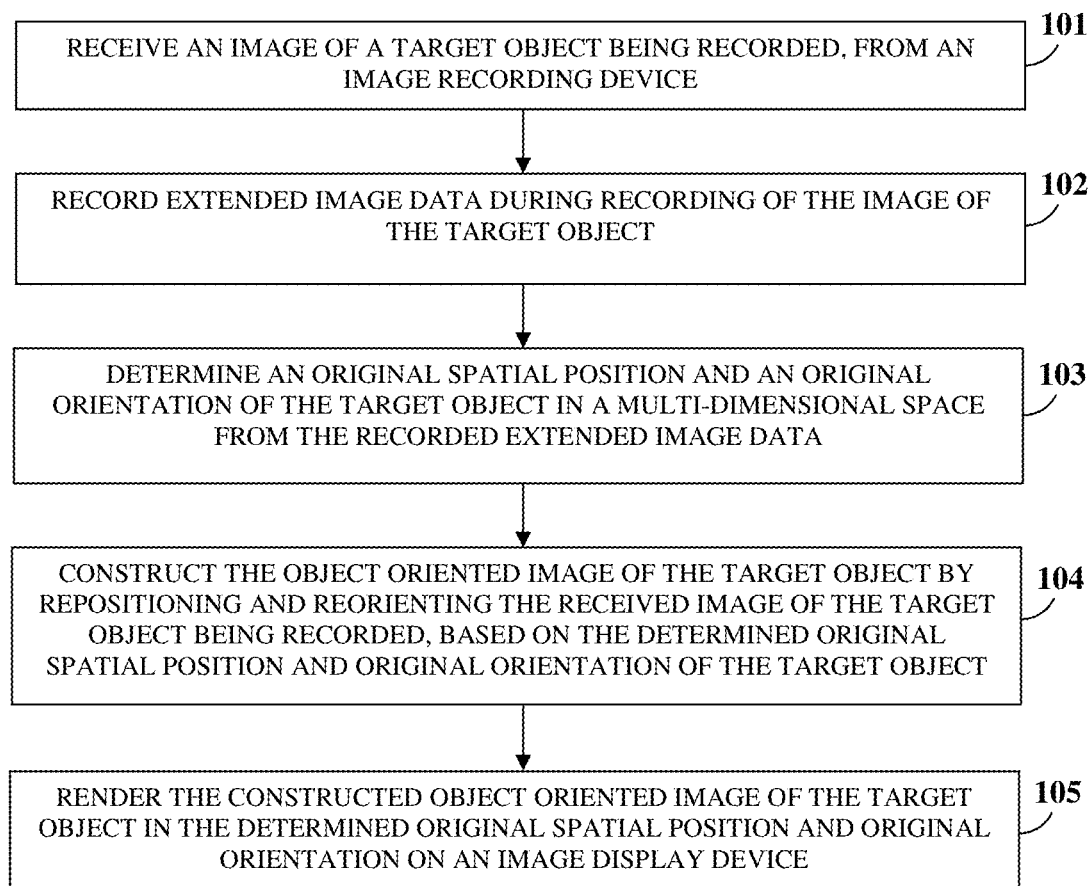 RECEIVE AN IMAGE OF A TARGET OBJECT BEING RECORDED, FROM AN
IMAGE RECORDING DEVICE
101
RECORD EXTENDED IMAGE DATA DURING RECORDING OF THE IMAGE OF
THE TARGET OBJECT
102
DETERMINE AN ORIGINAL SPATIAL POSITION AND AN ORIGINAL
ORIENTATION OF THE TARGET OBJECT IN A MULTI-DIMENSIONAL SPACE
FROM THE RECORDED EXTENDED IMAGE DATA
103
CONSTRUCT THE OBJECT ORIENTED IMAGE OF THE TARGET OBJECT BY
REPOSITIONING AND REORIENTING THE RECEIVED IMAGE OF THE TARGET
OBJECT BEING RECORDED, BASED ON THE DETERMINED ORIGINAL
SPATIAL POSITION AND ORIGINAL ORIENTATION OF THE TARGET OBJECT
104
RENDER THE CONSTRUCTED OBJECT ORIENTED IMAGE OF THE TARGET
OBJECT IN THE DETERMINED ORIGINAL SPATIAL POSITION AND ORIGINAL
ORIENTATION ON AN IMAGE DISPLAY DEVICE
105